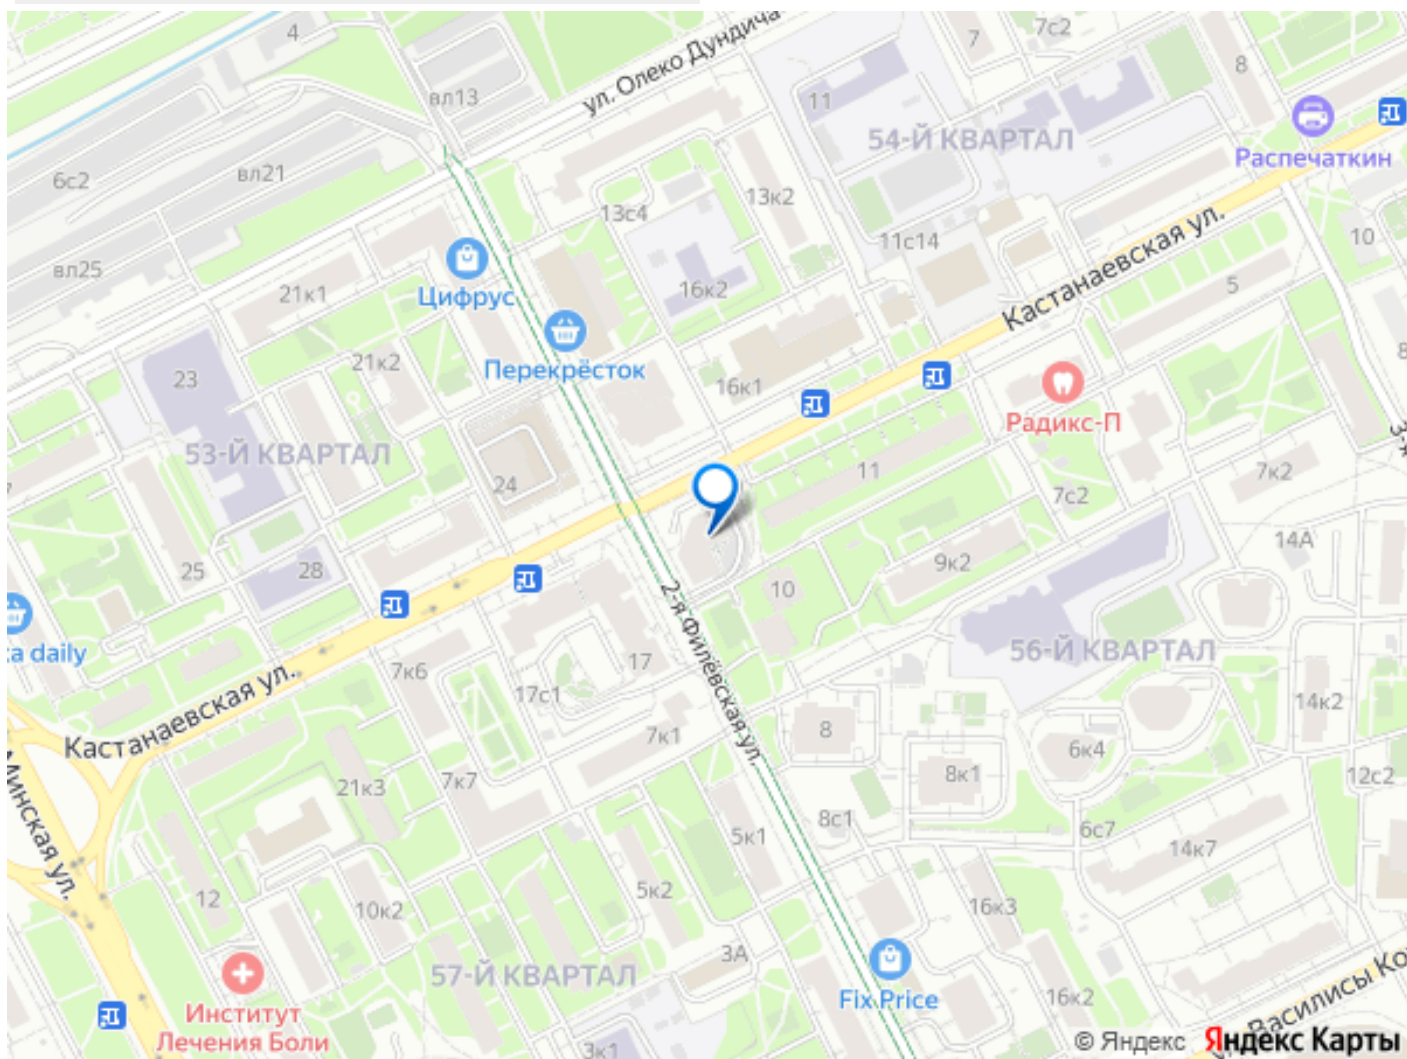 4
ул. Олеко Дундича
7
7с2
8
вл13
11
54-Й КВАРТАЛ
Распечаткин
6с2
вл21
13с4
13к2
11с14
Кастанаевская ул.
10
вл25
21к1
Цифрус
16к2
5
8
Перекрёсток
21к2
23
16к1
Радикс-П
3-я
53-Й КВАРТАЛ
24
11
7с2
7к2
14А
25
28
10
9к2
a daily
2-я Филёвская ул.
56-Й КВАРТАЛ
7к6
17с1
17
14к2
Кастанаевская ул.
7к1
8
6к4
Минская ул.
21к3
7к7
8к1
12с2
8с1
5к1
6с7
14к7
12
10к2
5к2
16к3
57-Й КВАРТАЛ
3А
Fix Price
16к2
Институт
Лечения Боли
3к1
Василисы Ко
© Яндекс Яндекс Карты